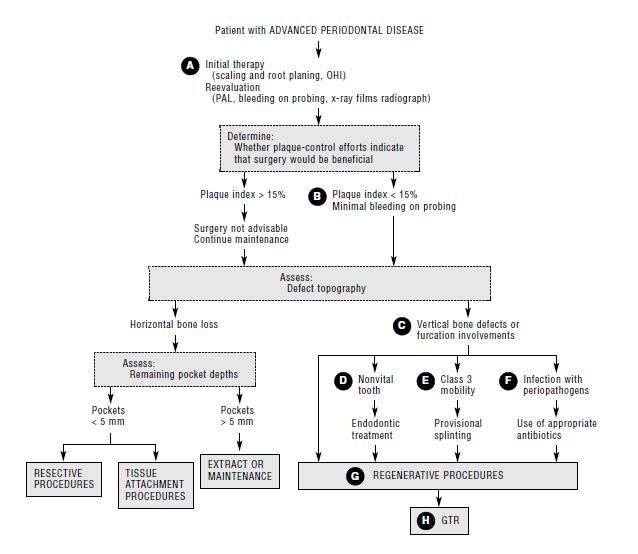 Patient with ADVANCED PERIODONTAL DISEASE
A Initial therapy
(scaling and root planing, OHI)
Reevaluation
(PAL, bleeding on probing, x-ray films radiograph)
Determine:
Whether plaque-control efforts indicate
that surgery would be beneficial
Plaque index > 15%
B Plaque index < 15%
Minimal bleeding on probing
Surgery not advisable
Continue maintenance
Assess:
Defect topography
Horizontal bone loss
C Vertical bone defects or
furcation involvements
Assess:
Remaining pocket depths
D Nonvital
tooth
E Class 3
mobility
F Infection with
periopathogens
Pockets
< 5 mm
Pockets
> 5 mm
Endodontic
treatment
Provisional
splinting
Use of appropriate
antibiotics
RESECTIVE
PROCEDURES
TISSUE
ATTACHMENT
PROCEDURES
EXTRACT OR
MAINTENANCE
G REGENERATIVE PROCEDURES
H GTR